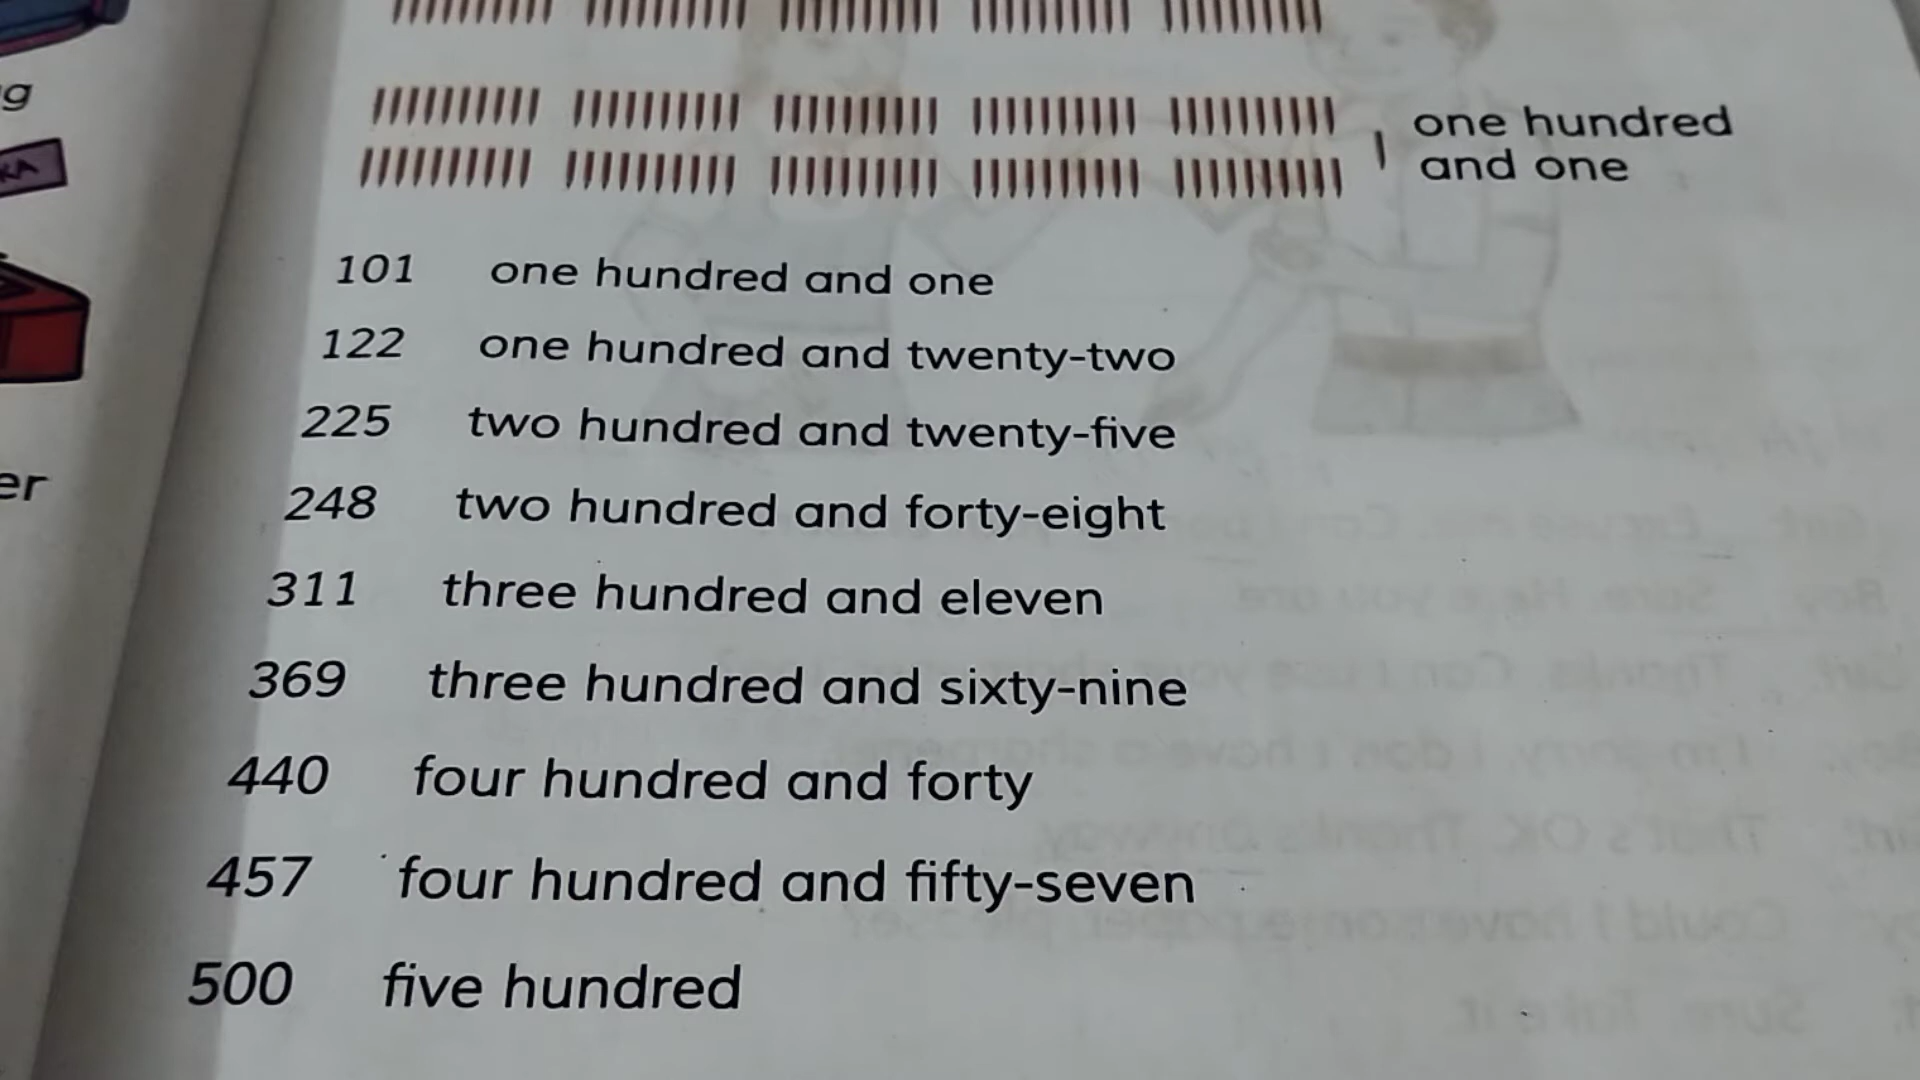 g
KA
er
one hundred
and one
101 one hundred and one
122 one hundred and twenty-two
225 two hundred and twenty-five
248 two hundred and forty-eight
311 three hundred and eleven
369 three hundred and sixty-nine
440 four hundred and forty
457 four hundred and fifty-seven
500 five hundred